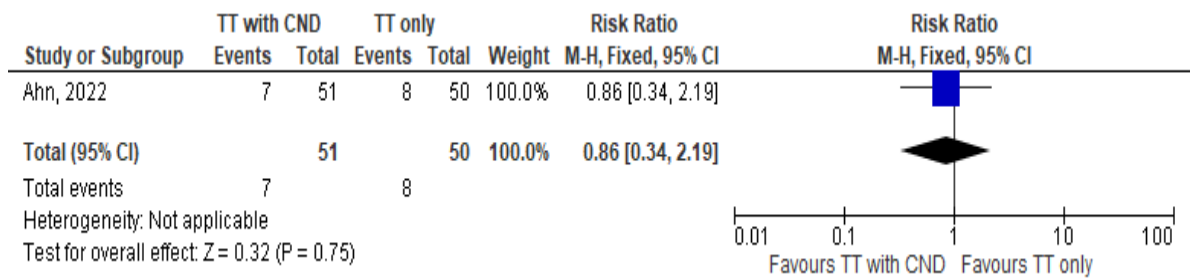 TT with CND TT only Risk Ratio Risk Ratio
Study or Subgroup Events Total Events Total Weight M-H, Fixed, 95% CI M-H, Fixed, 95% CI
Ahn, 2022 7 51 8 50 100.0% 0.86 [0.34, 2.19]
Total (95% CI) 51 50 100.0% 0.86 [0.34, 2.19]
Total events 7 8
Heterogeneity: Not applicable
Test for overall effect: Z = 0.32 (P = 0.75)
0.01 0.1 1 10 100
Favours TT with CND Favours TT only